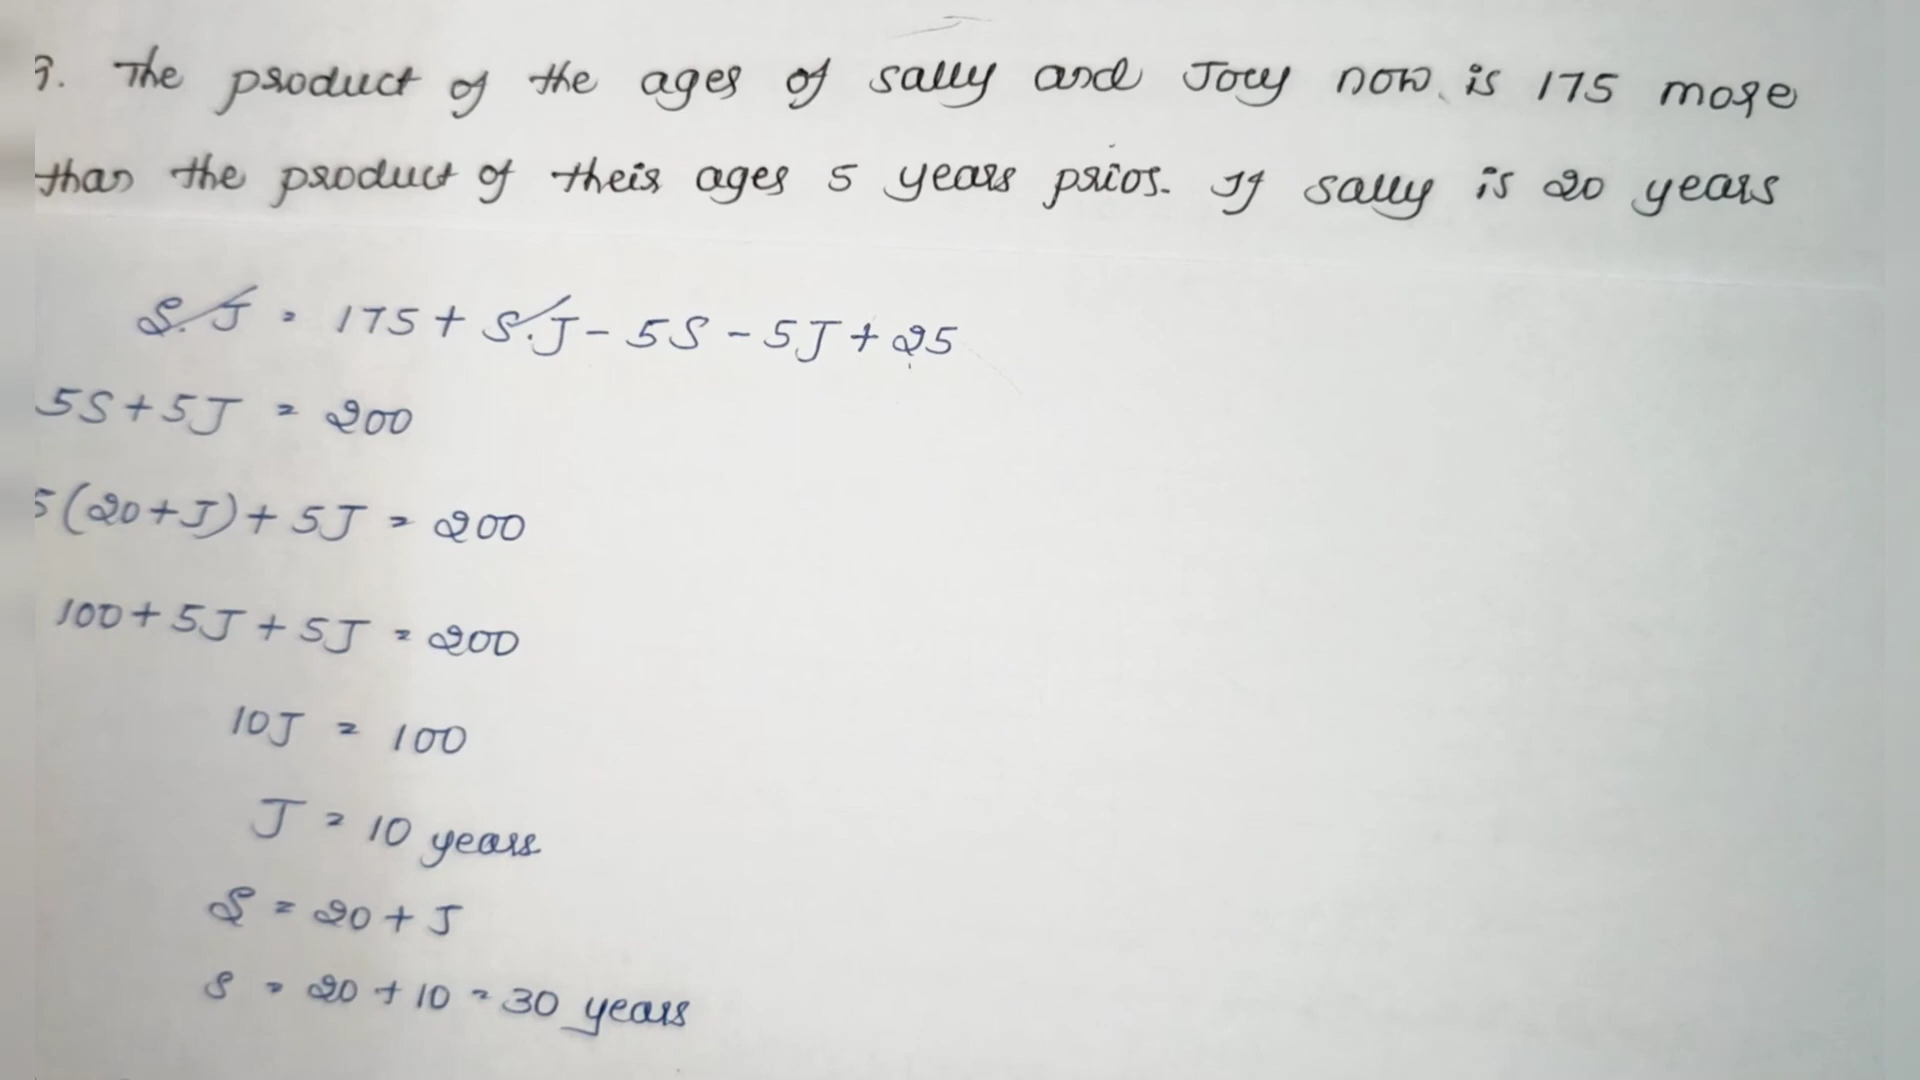 9. The product of the ages of sally and Joey now is 175 more
than the product of their ages 5 years prior. If sally is 20 years
S.J = 175 + S.J - 5S - 5J + 25
5S + 5J = 200
5(20+J) + 5J = 200
100 + 5J + 5J = 200
10J = 100
J = 10 years
S = 20 + J
S = 20 + 10 = 30 years